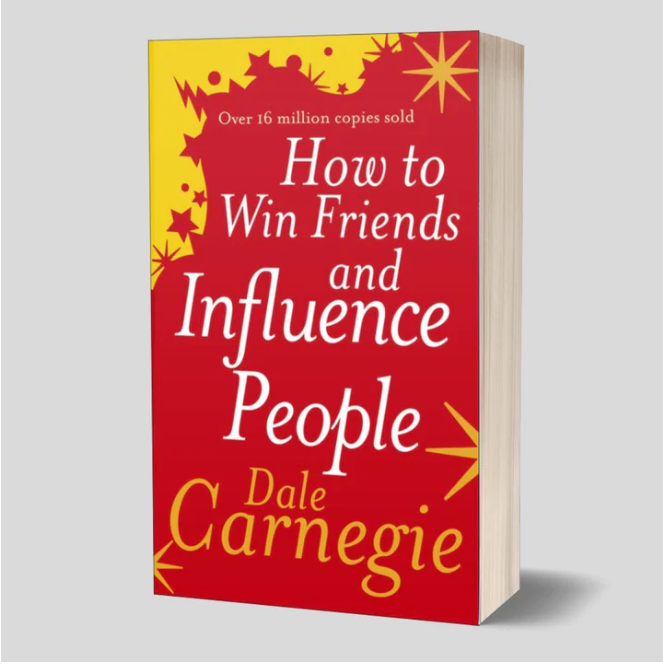 Over 16 million copies sold
How to
Win Friends
and
Influence
People
Dale
Carnegie